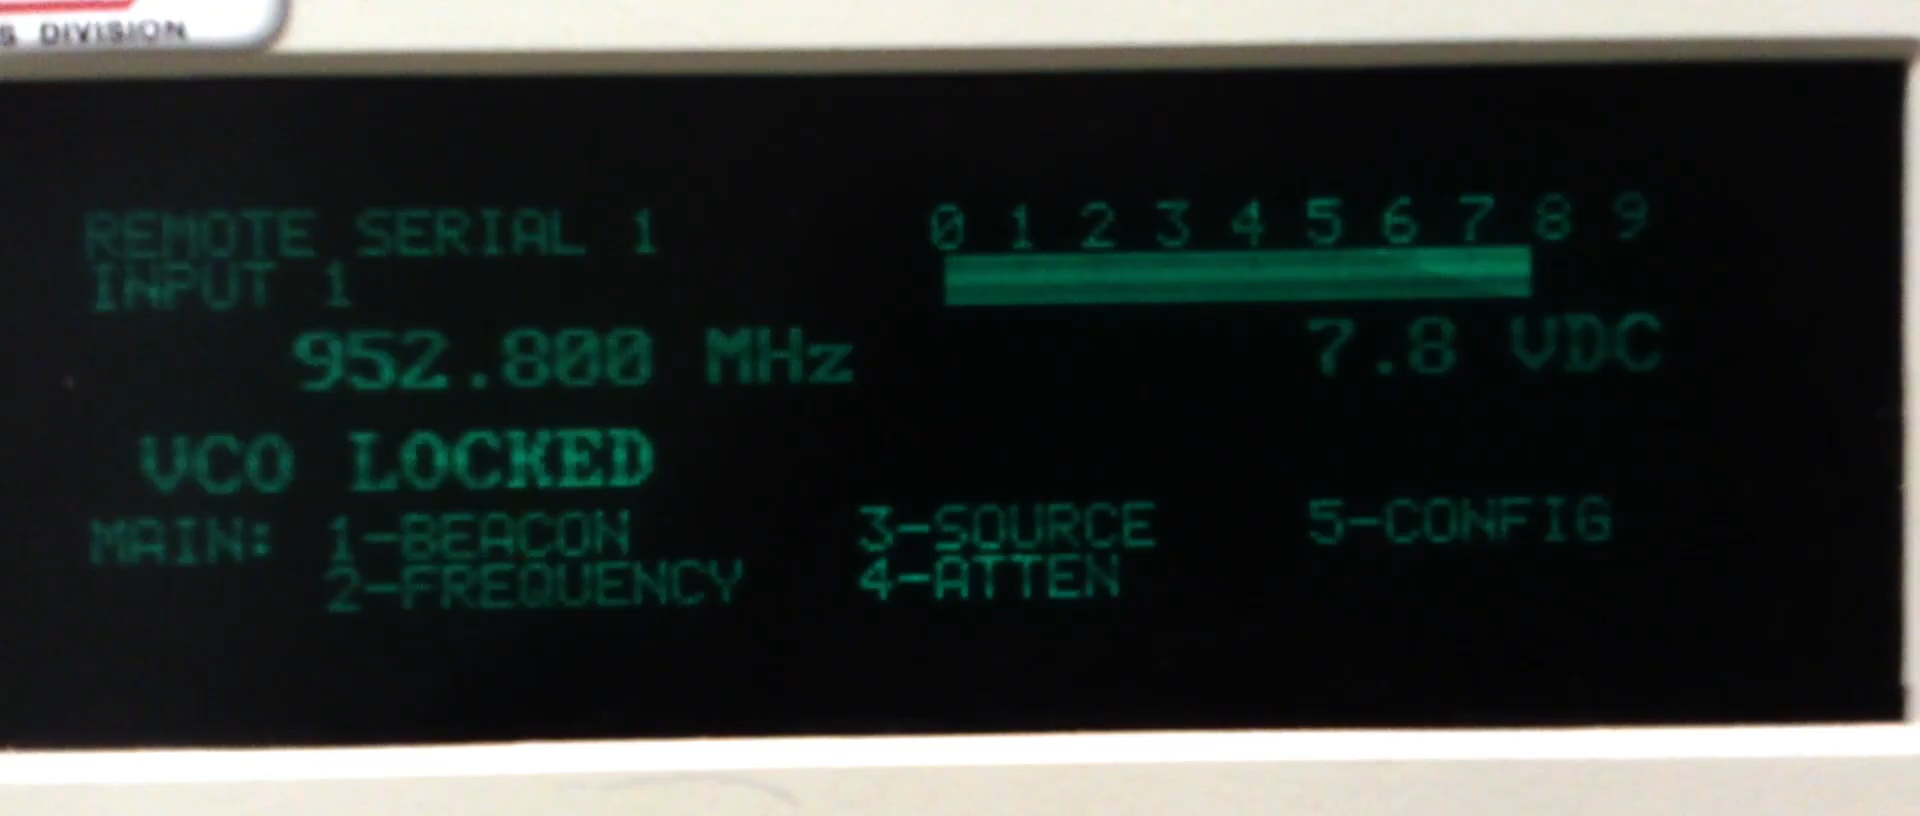 S DIVISION
REMOTE SERIAL 1
INPUT 1
952.800 MHz
VCO LOCKED
0 1 2 3 4 5 6 7 8 9
7.8 VDC
MAIN: 1-BEACON 3-SOURCE 5-CONFIG
2-FREQUENCY 4-ATTEN